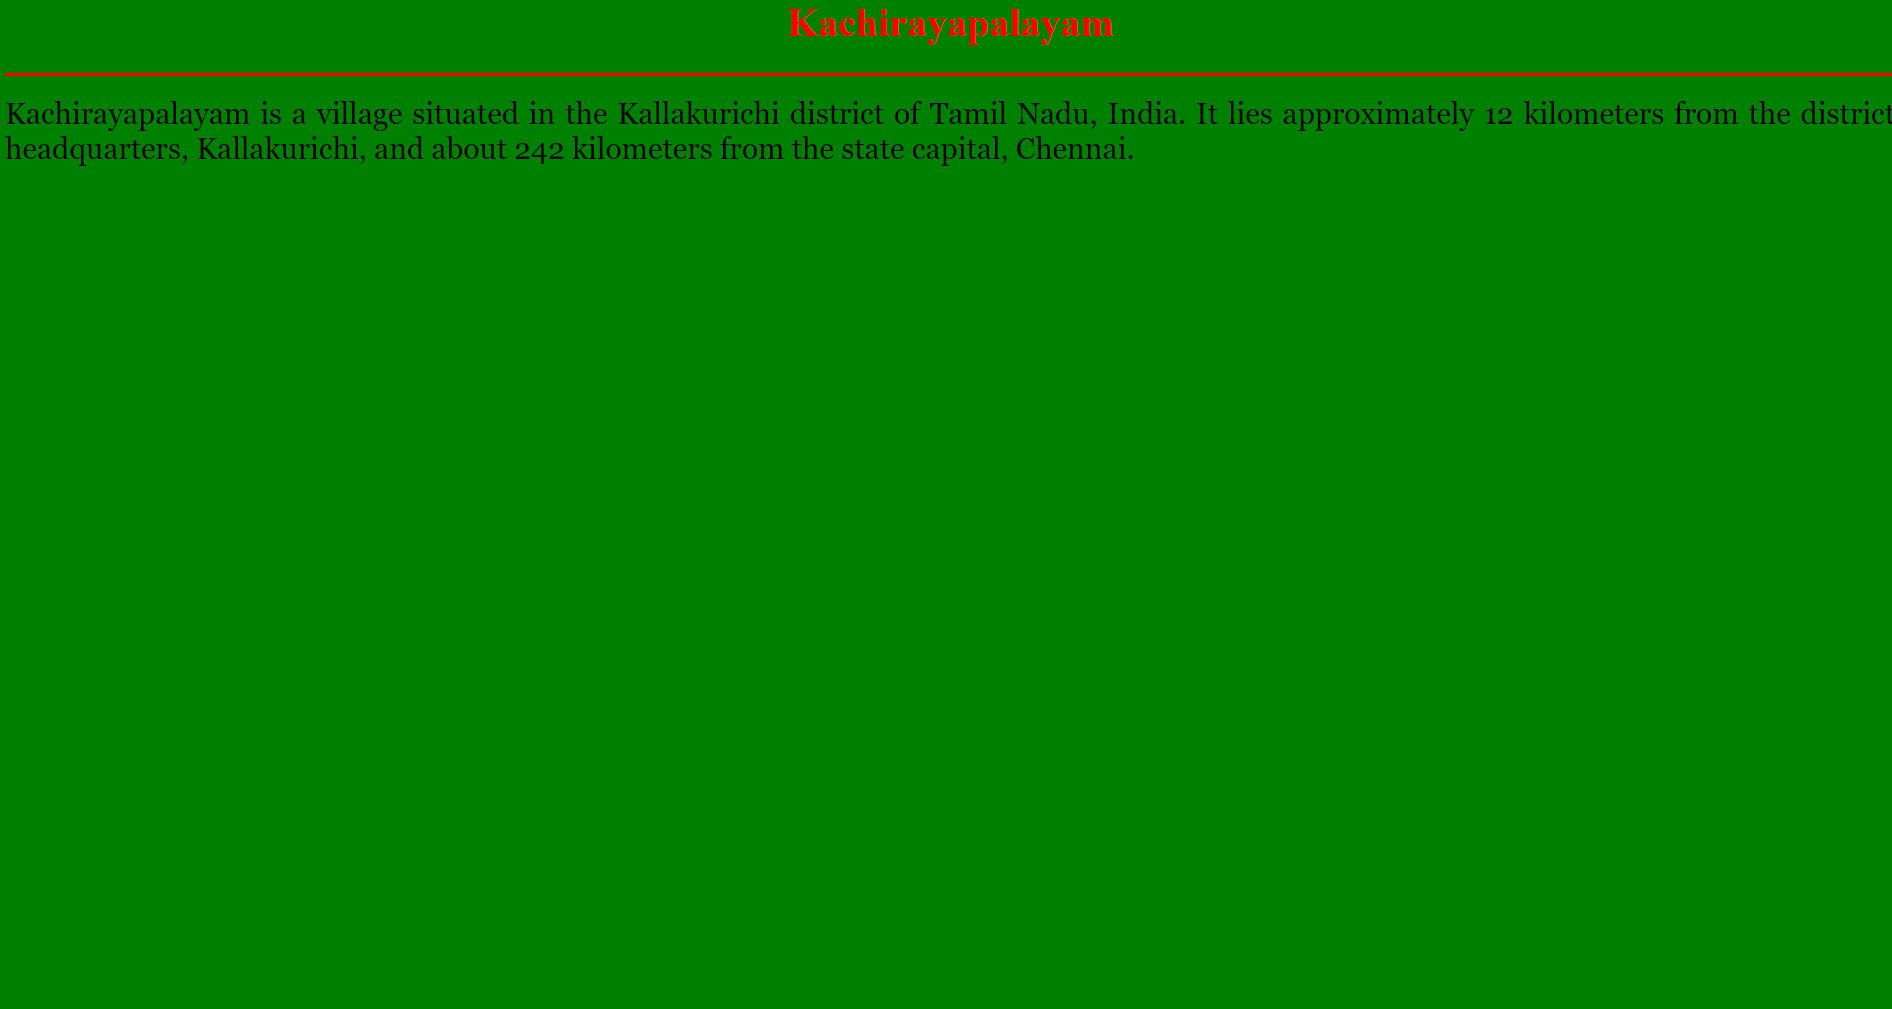 Kachirayapalayam
Kachirayapalayam is a village situated in the Kallakurichi district of Tamil Nadu, India. It lies approximately 12 kilometers from the district
headquarters, Kallakurichi, and about 242 kilometers from the state capital, Chennai.